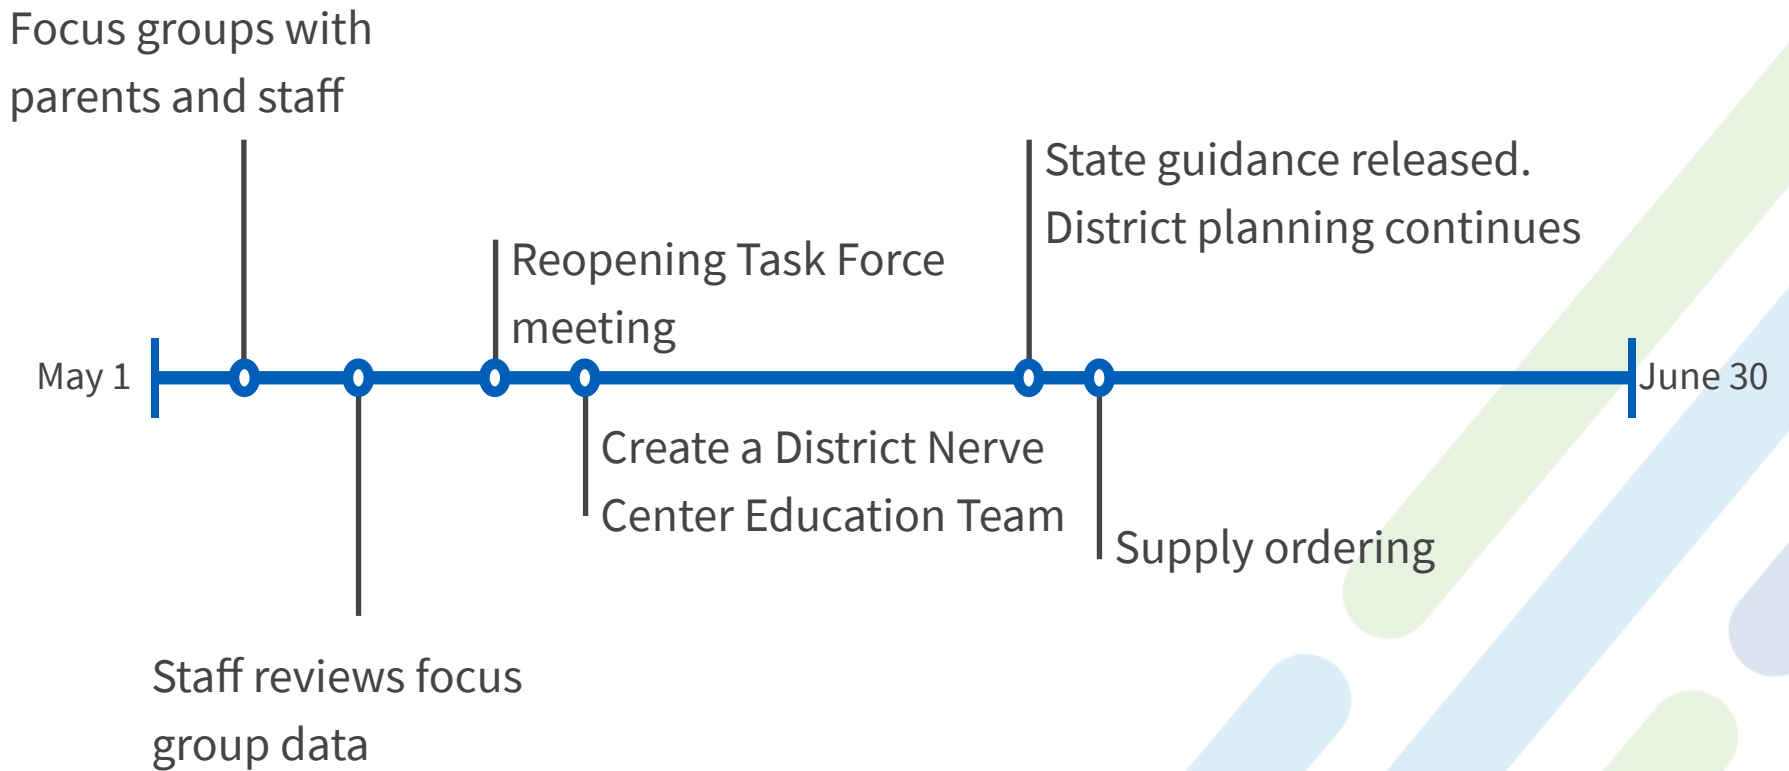 Focus groups with
parents and staff
State guidance released.
District planning continues
Reopening Task Force
meeting
May 1
June 30
Create a District Nerve
Center Education Team
Supply ordering
Staff reviews focus
group data